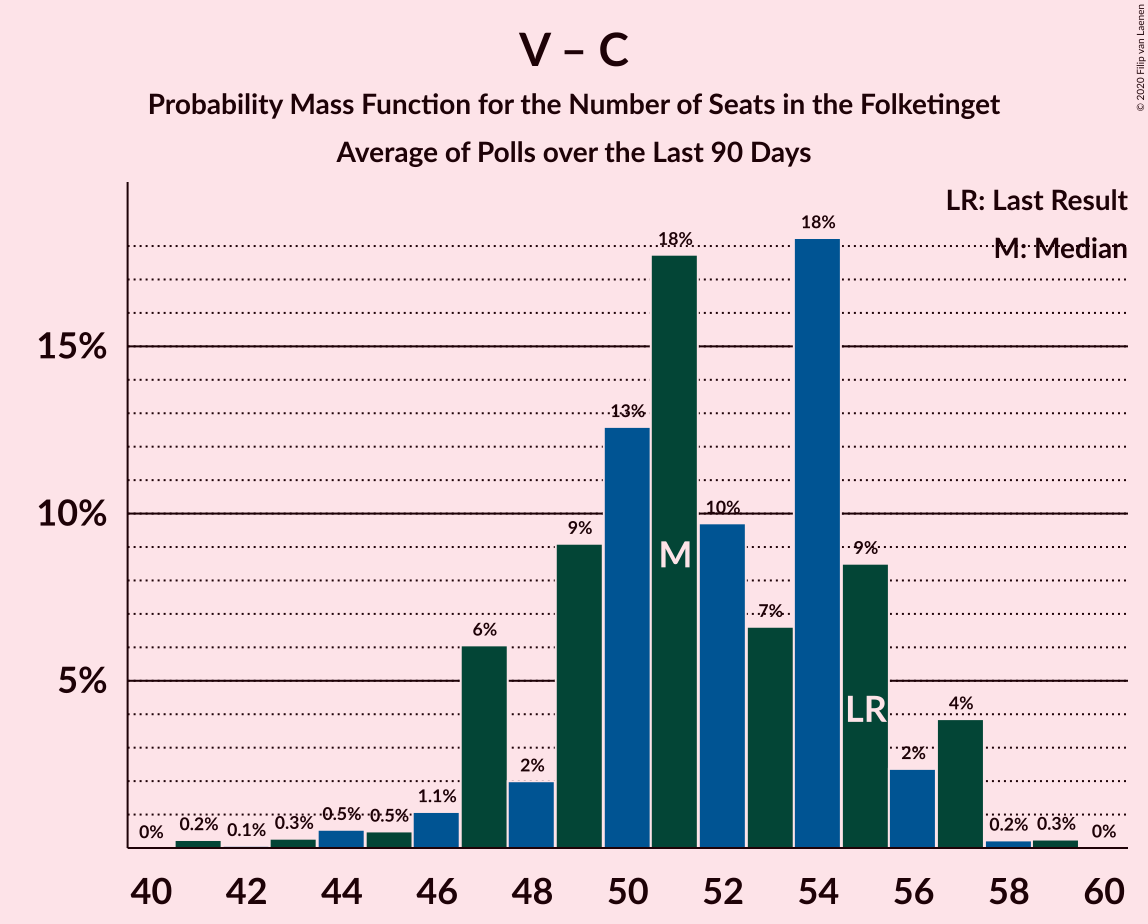 V – C
Probability Mass Function for the Number of Seats in the Folketinget
Average of Polls over the Last 90 Days
© 2020 Filip van Laenen
LR: Last Result
M: Median
15%
10%
5%
0%
0.2%
0.1%
0.3%
0.5%
0.5%
1.1%
6%
2%
9%
13%
18%
10%
7%
18%
9%
2%
4%
0.2%
0.3%
0%
M
LR
40 42 44 46 48 50 52 54 56 58 60